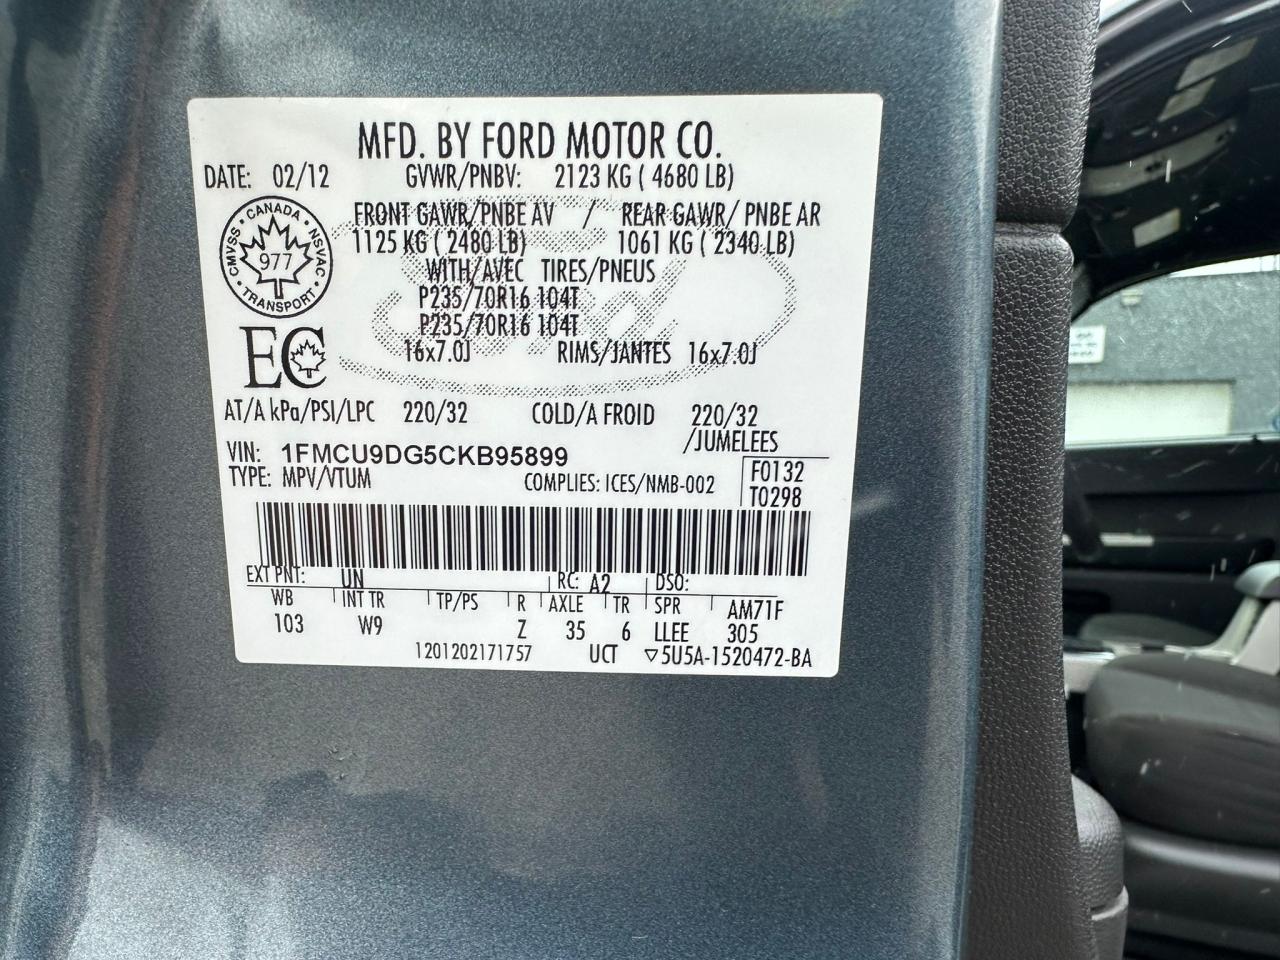 MFD. BY FORD MOTOR CO.
DATE: 02/12 GVWR/PNBV: 2123 KG ( 4680 LB)
FRONT GAWR/PNBE AV / REAR GAWR/ PNBE AR
1125 KG ( 2480 LB) 1061 KG ( 2340 LB)
WITH/AVEC TIRES/PNEUS
P235/70R16 104T
P235/70R16 104T
16x7.0J RIMS/JANTES 16x7.0J
CANADA • NSVAC • TRANSPORT • CMVSS •
977
EC
Ford
AT/A kPa/PSI/LPC 220/32 COLD/A FROID 220/32
/JUMELEES
VIN: 1FMCU9DG5CKB95899
TYPE: MPV/VTUM COMPLIES: ICES/NMB-002
F0132
T0298
EXT PNT: UN RC: A2 DSO:
WB INT TR TP/PS R AXLE TR SPR AM71F
103 W9 Z 35 6 LLEE 305
1201202171757 UCT ▽5U5A-1520472-BA